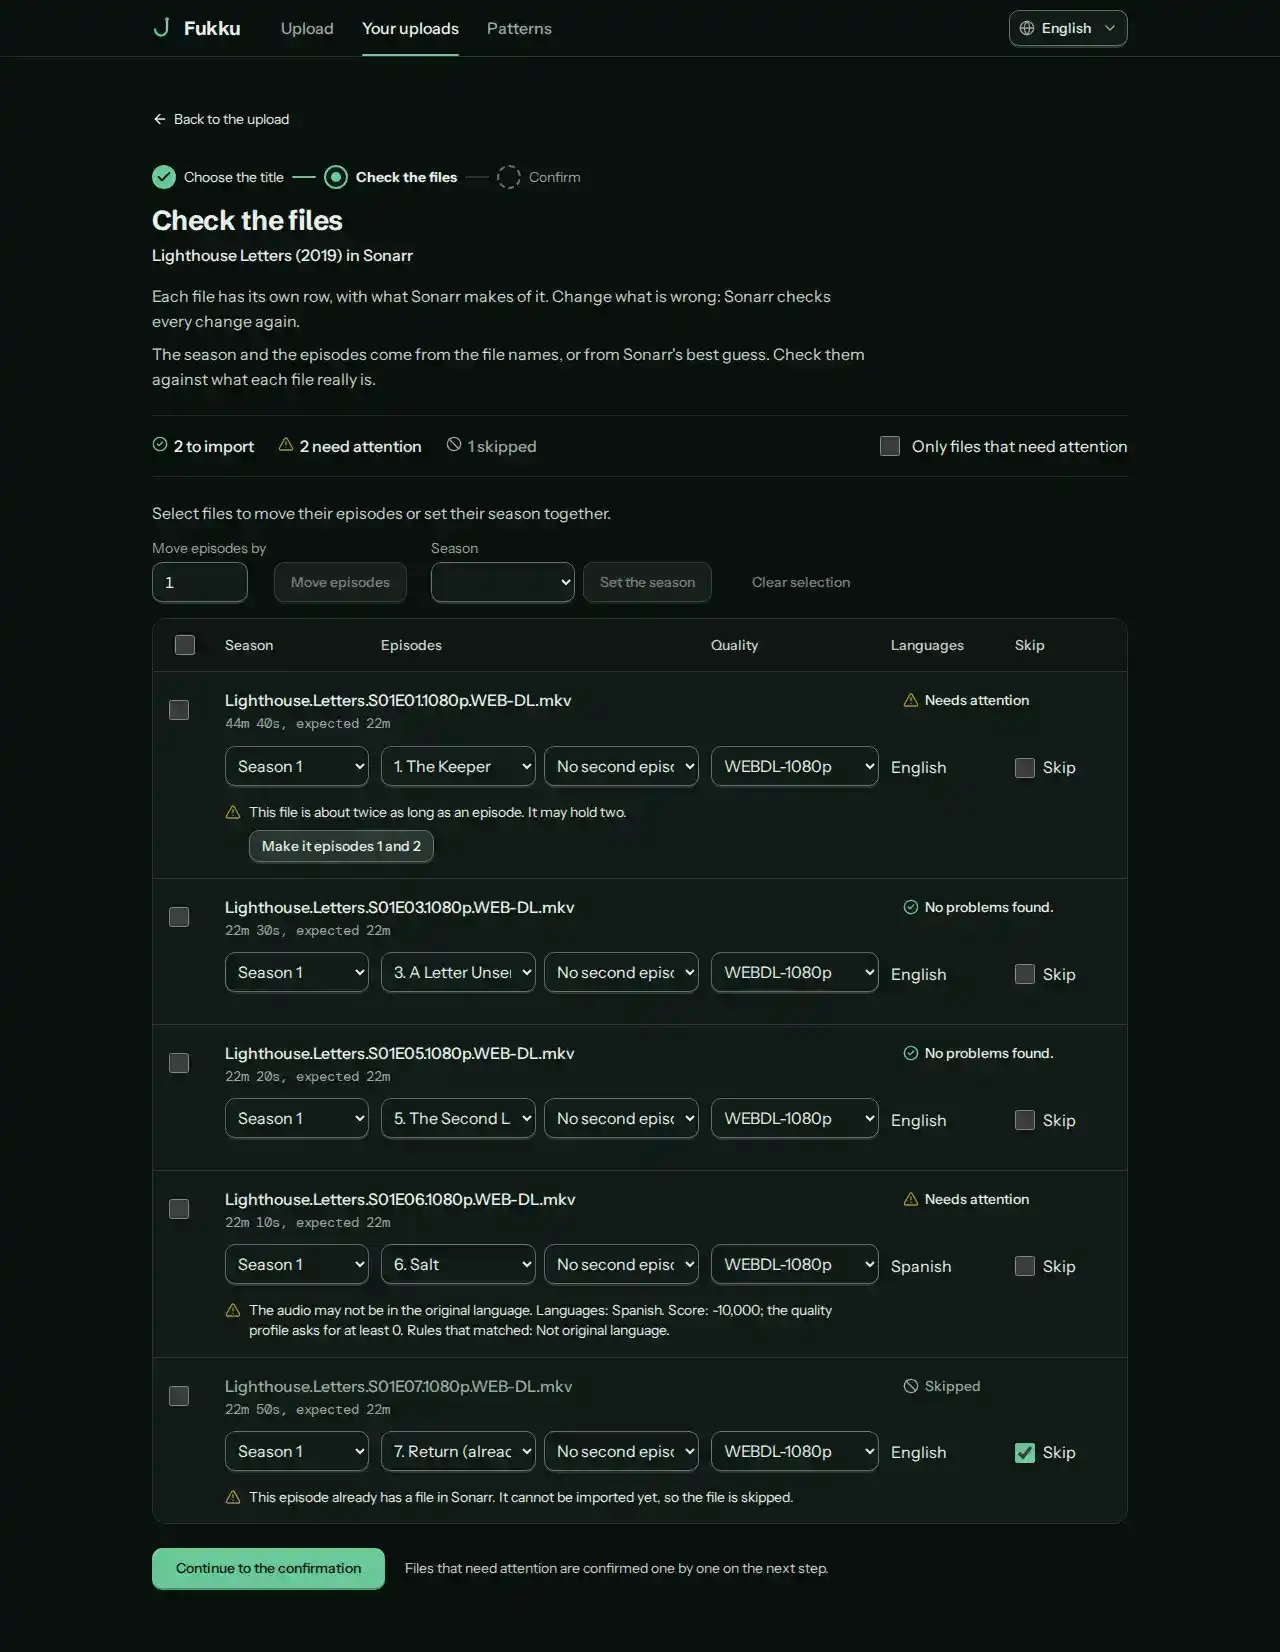 Fukku
Upload
Your uploads
Patterns
English
Back to the upload
Choose the title
Check the files
Confirm
Check the files
Lighthouse Letters (2019) in Sonarr
Each file has its own row, with what Sonarr makes of it. Change what is wrong: Sonarr checks
every change again.
The season and the episodes come from the file names, or from Sonarr's best guess. Check them
against what each file really is.
2 to import
2 need attention
1 skipped
Only files that need attention
Select files to move their episodes or set their season together.
Move episodes by
Season
1
Move episodes
Set the season
Clear selection
Season
Episodes
Quality
Languages
Skip
Lighthouse.Letters.S01E01.1080p.WEB-DL.mkv
Needs attention
44m 40s, expected 22m
Season 1
1. The Keeper
No second episc
WEBDL-1080p
English
Skip
This file is about twice as long as an episode. It may hold two.
Make it episodes 1 and 2
Lighthouse.Letters.S01E03.1080p.WEB-DL.mkv
No problems found.
22m 30s, expected 22m
Season 1
3. A Letter Unser
No second episc
WEBDL-1080p
English
Skip
Lighthouse.Letters.S01E05.1080p.WEB-DL.mkv
No problems found.
22m 20s, expected 22m
Season 1
5. The Second L
No second episc
WEBDL-1080p
English
Skip
Lighthouse.Letters.S01E06.1080p.WEB-DL.mkv
Needs attention
22m 10s, expected 22m
Season 1
6. Salt
No second episc
WEBDL-1080p
Spanish
Skip
The audio may not be in the original language. Languages: Spanish. Score: -10,000; the quality
profile asks for at least 0. Rules that matched: Not original language.
Lighthouse.Letters.S01E07.1080p.WEB-DL.mkv
Skipped
22m 50s, expected 22m
Season 1
7. Return (alreac
No second episc
WEBDL-1080p
English
Skip
This episode already has a file in Sonarr. It cannot be imported yet, so the file is skipped.
Continue to the confirmation
Files that need attention are confirmed one by one on the next step.